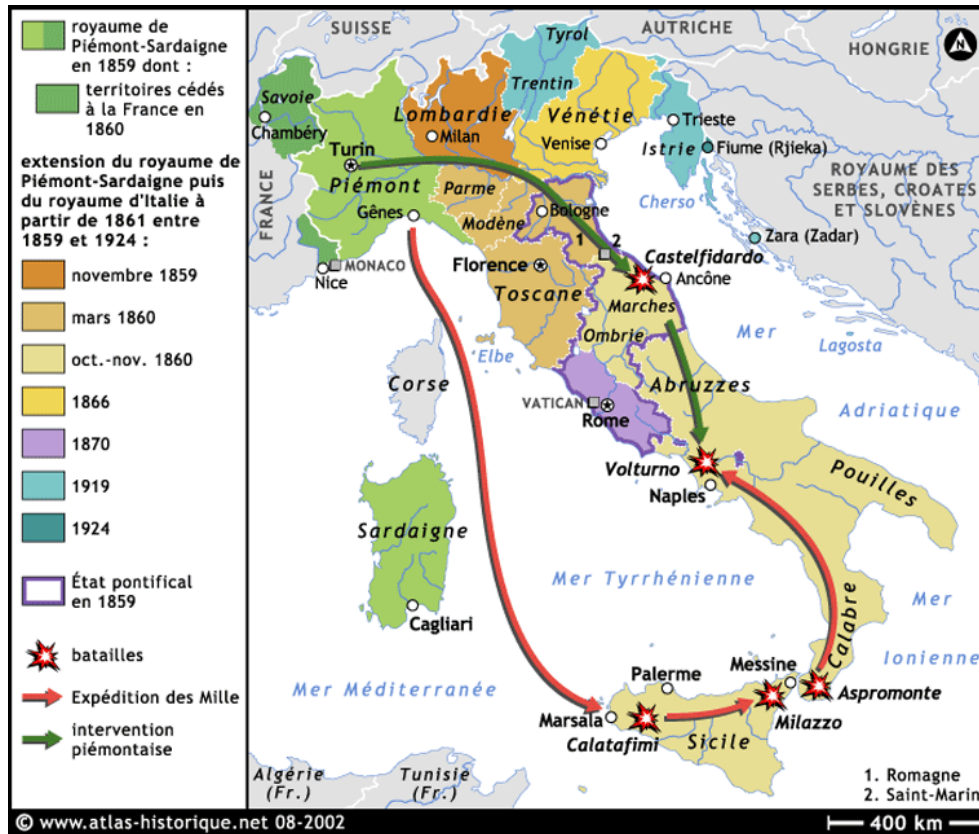 royaume de
Piémont-Sardaigne
en 1859 dont :
territoires cédés
à la France en
1860
extension du royaume de
Piémont-Sardaigne puis
du royaume d'Italie à
partir de 1861 entre
1859 et 1924 :
novembre 1859
mars 1860
oct.-nov. 1860
1866
1870
1919
1924
État pontifical
en 1859
batailles
Expédition des Mille
intervention
piémontaise
SUISSE
AUTRICHE
HONGRIE
N
Tyrol
Trentin
Savoie
Chambéry
Lombardie
Milan
Vénétie
Venise
Trieste
Istrie
Fiume (Rjieka)
Turin
Piémont
Parme
ROYAUME DES
SERBES, CROATES
ET SLOVÈNES
FRANCE
Gênes
Modène
Bologne
Cherso
Zara (Zadar)
1
2
Castelfidardo
Ancône
MONACO
Nice
Florence
Toscane
Marches
Ombrie
Mer
Lagosta
Elbe
Corse
Abruzzes
VATICAN
Rome
Adriatique
Volturno
Naples
Pouilles
Sardaigne
Cagliari
Mer Tyrrhénienne
Calabre
Mer
Ionienne
Mer Méditerranée
Palerme
Messine
Aspromonte
Marsala
Calatafimi
Milazzo
Sicile
Algérie
(Fr.)
Tunisie
(Fr.)
1. Romagne
2. Saint-Marin
© www.atlas-historique.net 08-2002
400 km